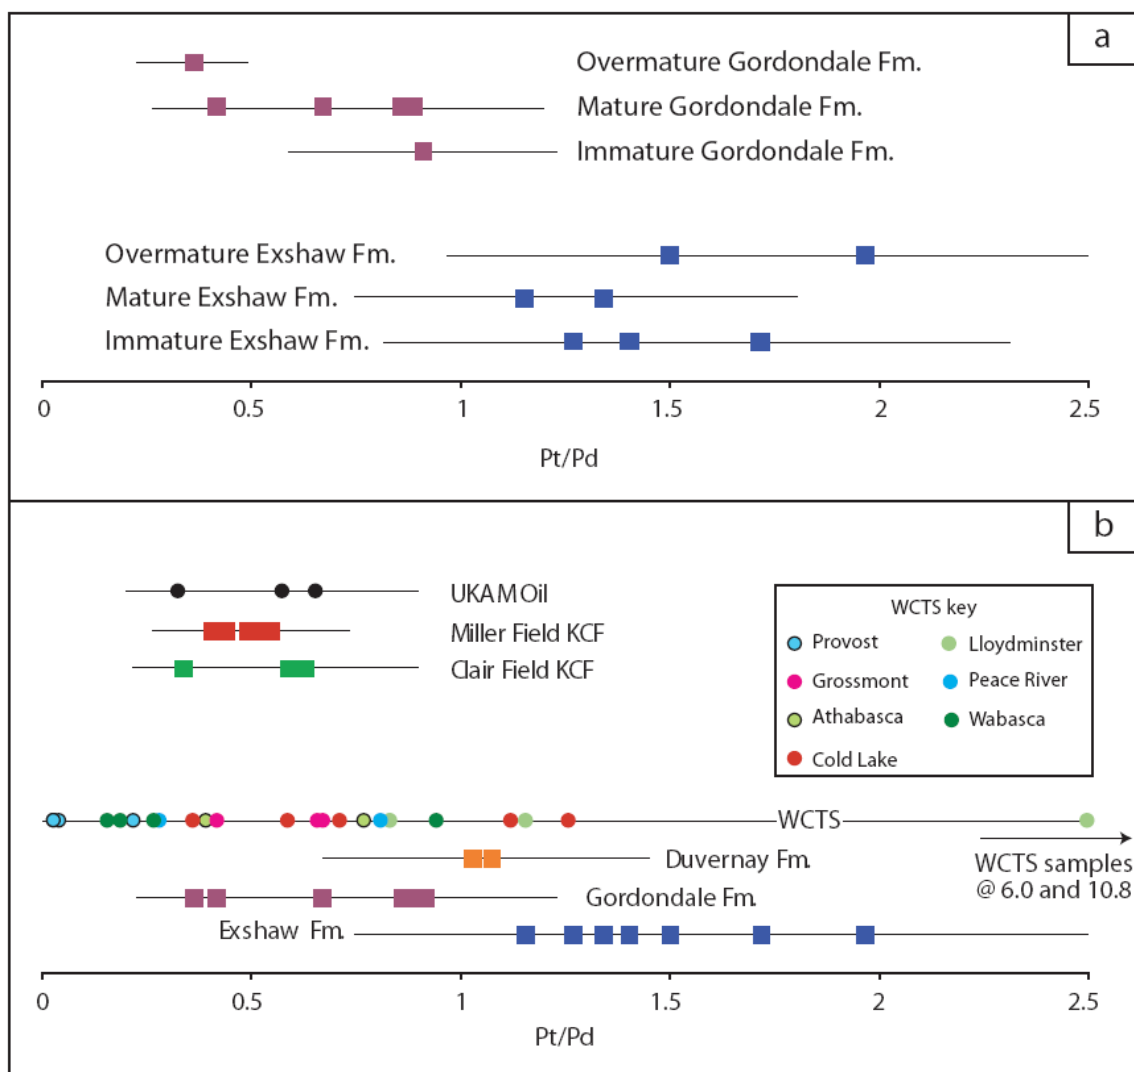 a
Overmature Gordondale Fm.
Mature Gordondale Fm.
Immature Gordondale Fm.
Overmature Exshaw Fm.
Mature Exshaw Fm.
Immature Exshaw Fm.
0 0.5 1 1.5 2 2.5
Pt/Pd
b
UKAM Oil
Miller Field KCF
Clair Field KCF
WCTS key
Provost Lloydminster
Grossmont Peace River
Athabasca Wabasca
Cold Lake
WCTS
Duvernay Fm.
WCTS samples
@ 6.0 and 10.8
Gordondale Fm.
Exshaw Fm.
0 0.5 1 1.5 2 2.5
Pt/Pd